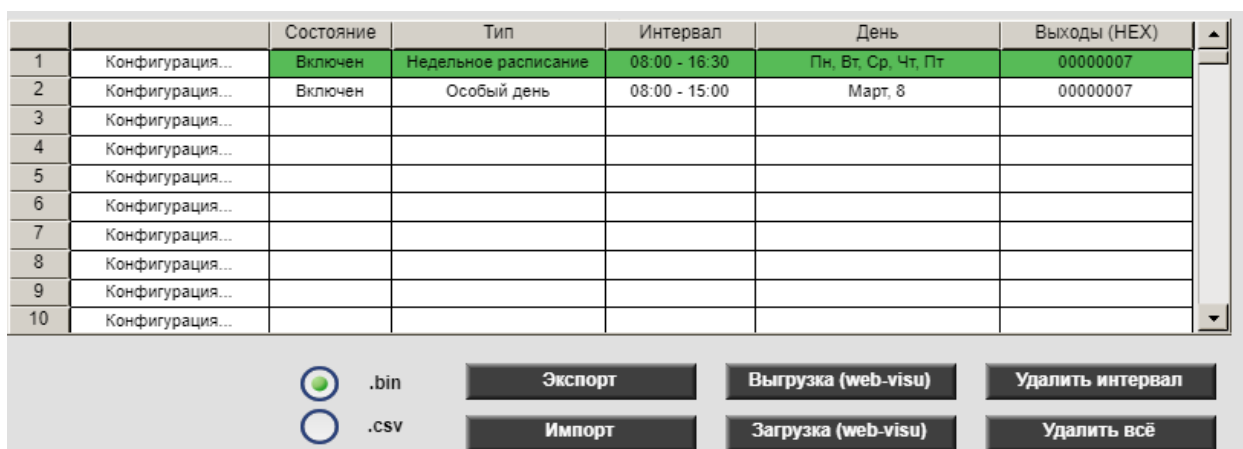 Состояние Тип Интервал День Выходы (HEX)
1 Конфигурация... Включен Недельное расписание 08:00 - 16:30 Пн, Вт, Ср, Чт, Пт 00000007
2 Конфигурация... Включен Особый день 08:00 - 15:00 Март, 8 00000007
3 Конфигурация...
4 Конфигурация...
5 Конфигурация...
6 Конфигурация...
7 Конфигурация...
8 Конфигурация...
9 Конфигурация...
10 Конфигурация...
.bin Экспорт Выгрузка (web-visu) Удалить интервал
.csv Импорт Загрузка (web-visu) Удалить всё